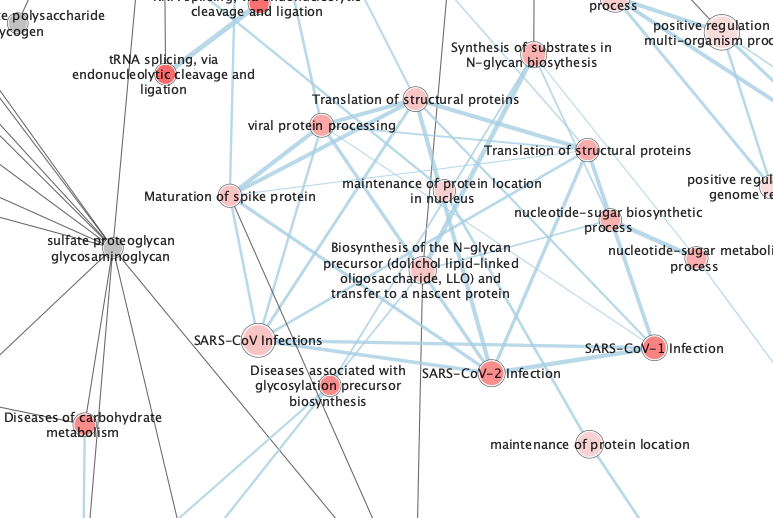 cleavage and ligation
process
te polysaccharide
ycogen
positive regulation
multi-organism proc
Synthesis of substrates in
N-glycan biosythesis
tRNA splicing, via
endonucleolytic cleavage and
ligation
Translation of structural proteins
viral protein processing
Translation of structural proteins
maintenance of protein location
in nucleus
positive regul
genome re
Maturation of spike protein
nucleotide-sugar biosynthetic
process
sulfate proteoglycan
glycosaminoglycan
Biosynthesis of the N-glycan
precursor (dolichol lipid-linked
oligosaccharide, LLO) and
transfer to a nascent protein
nucleotide-sugar metaboli
process
SARS-CoV Infections
SARS-CoV-1 Infection
Diseases associated with
glycosylation precursor
biosynthesis
SARS-CoV-2 Infection
Diseases of carbohydrate
metabolism
maintenance of protein location